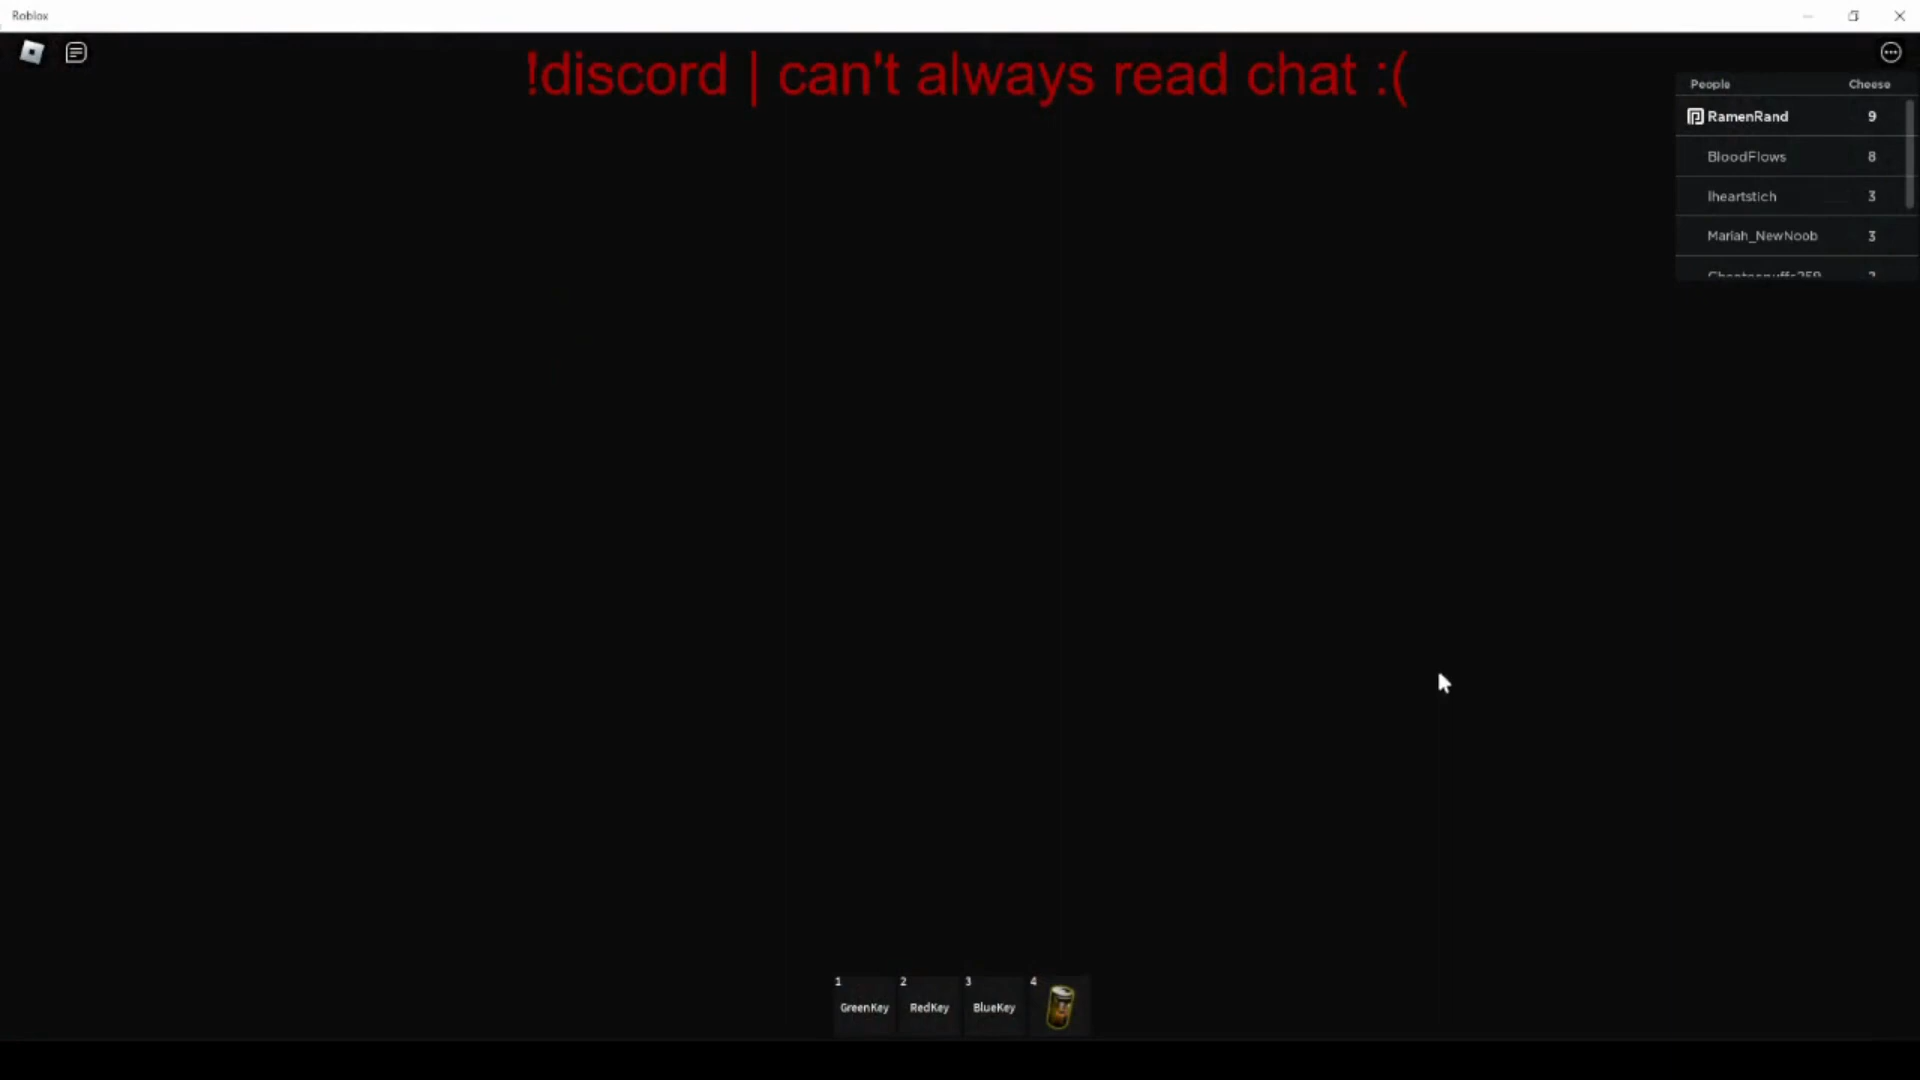 Roblox
!discord | can't always read chat :(
People Cheese
RamenRand 9
BloodFlows 8
Iheartstich 3
Mariah_NewNoob 3
1 2 3 4
GreenKey RedKey BlueKey